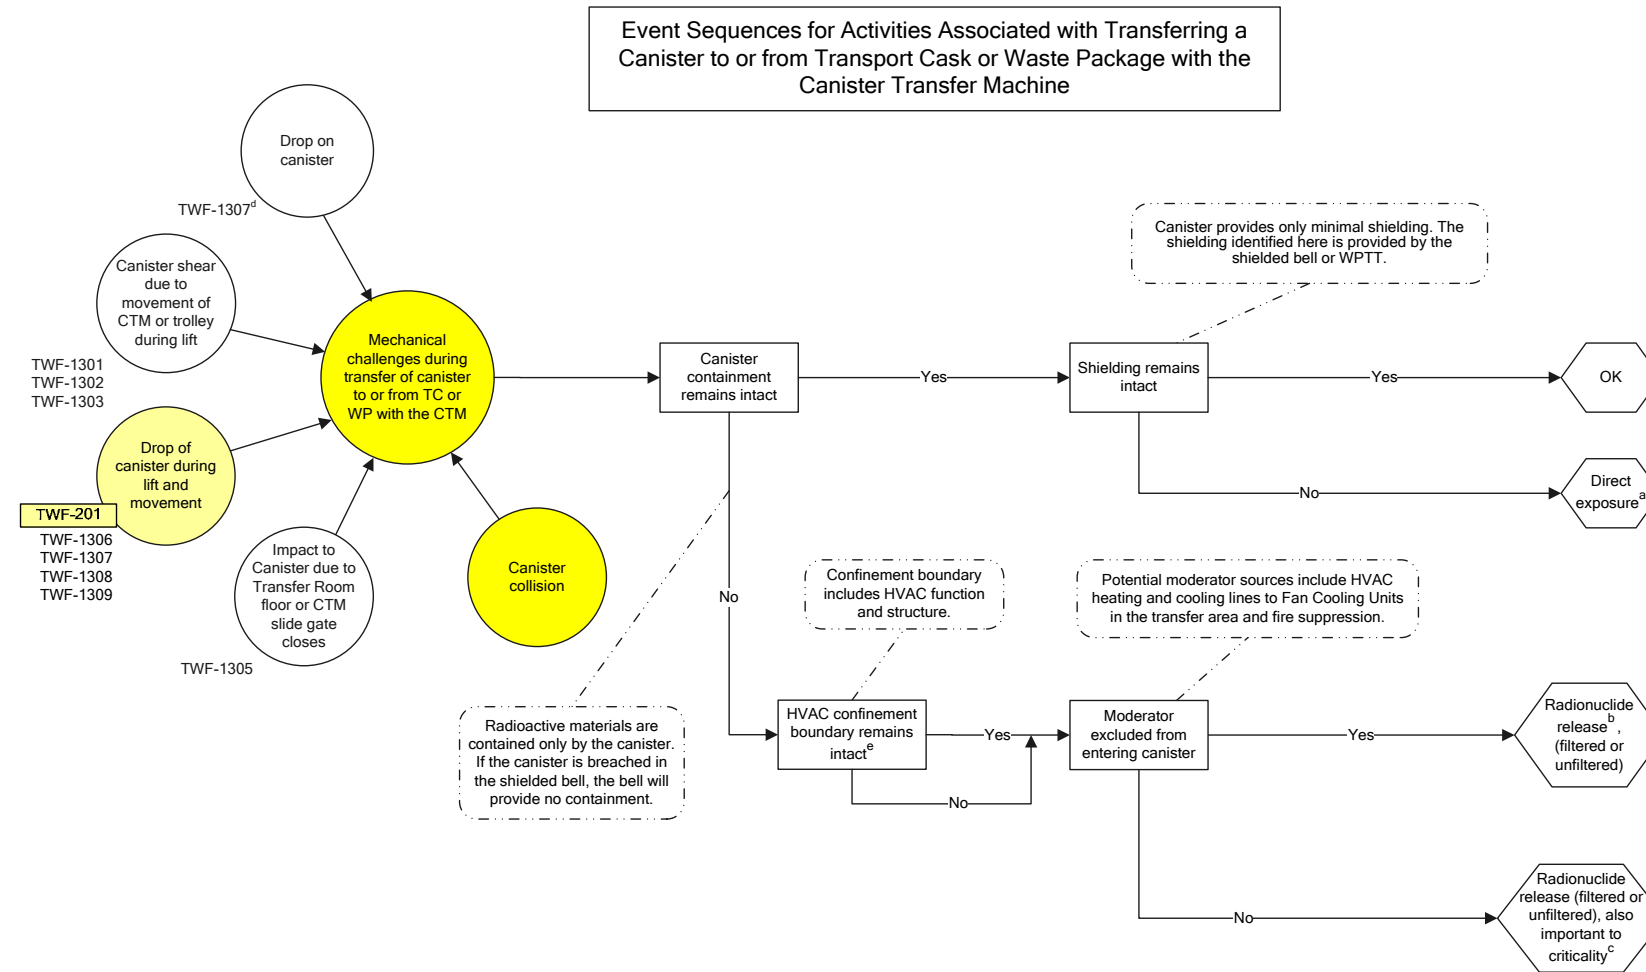 Event Sequences for Activities Associated with Transferring a
Canister to or from Transport Cask or Waste Package with the
Canister Transfer Machine
Drop on
canister
TWF-1307d
Canister shear
due to
movement of
CTM or trolley
during lift
TWF-1301
TWF-1302
TWF-1303
Drop of
canister during
lift and
movement
TWF-201
TWF-1306
TWF-1307
TWF-1308
TWF-1309
Impact to
Canister due to
Transfer Room
floor or CTM
slide gate
closes
TWF-1305
Canister
collision
Mechanical
challenges during
transfer of canister
to or from TC or
WP with the CTM
Canister
containment
remains intact
Yes
Canister provides only minimal shielding. The
shielding identified here is provided by the
shielded bell or WPTT.
Shielding remains
intact
Yes
OK
No
Direct
exposurea
No
Radioactive materials are
contained only by the canister.
If the canister is breached in
the shielded bell, the bell will
provide no containment.
Confinement boundary
includes HVAC function
and structure.
HVAC confinement
boundary remains
intacte
Yes
No
Potential moderator sources include HVAC
heating and cooling lines to Fan Cooling Units
in the transfer area and fire suppression.
Moderator
excluded from
entering canister
Yes
Radionuclide
releaseb,
(filtered or
unfiltered)
No
Radionuclide
release (filtered or
unfiltered), also
important to
criticalityc